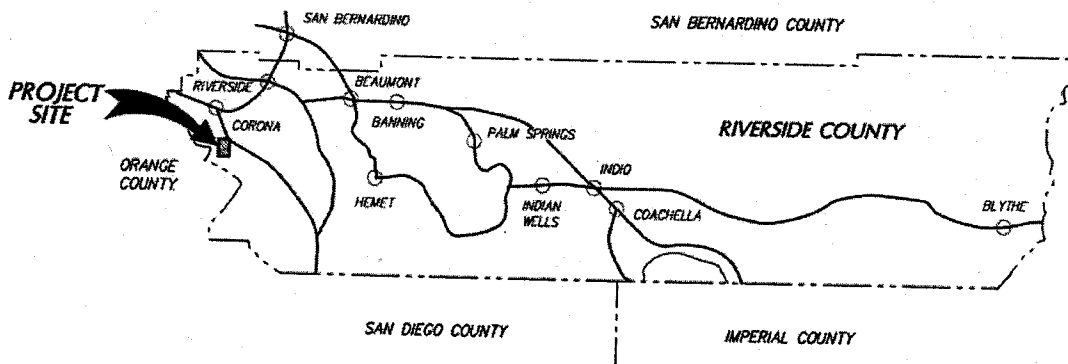 SAN BERNARDINO
SAN BERNARDINO COUNTY
RIVERSIDE
BEAUMONT
PROJECT
SITE
CORONA
BANNING
PALM SPRINGS
RIVERSIDE COUNTY
ORANGE
COUNTY
HEMET
INDIO
INDIAN
WELLS
COACHELLA
BLYTHE
SAN DIEGO COUNTY
IMPERIAL COUNTY